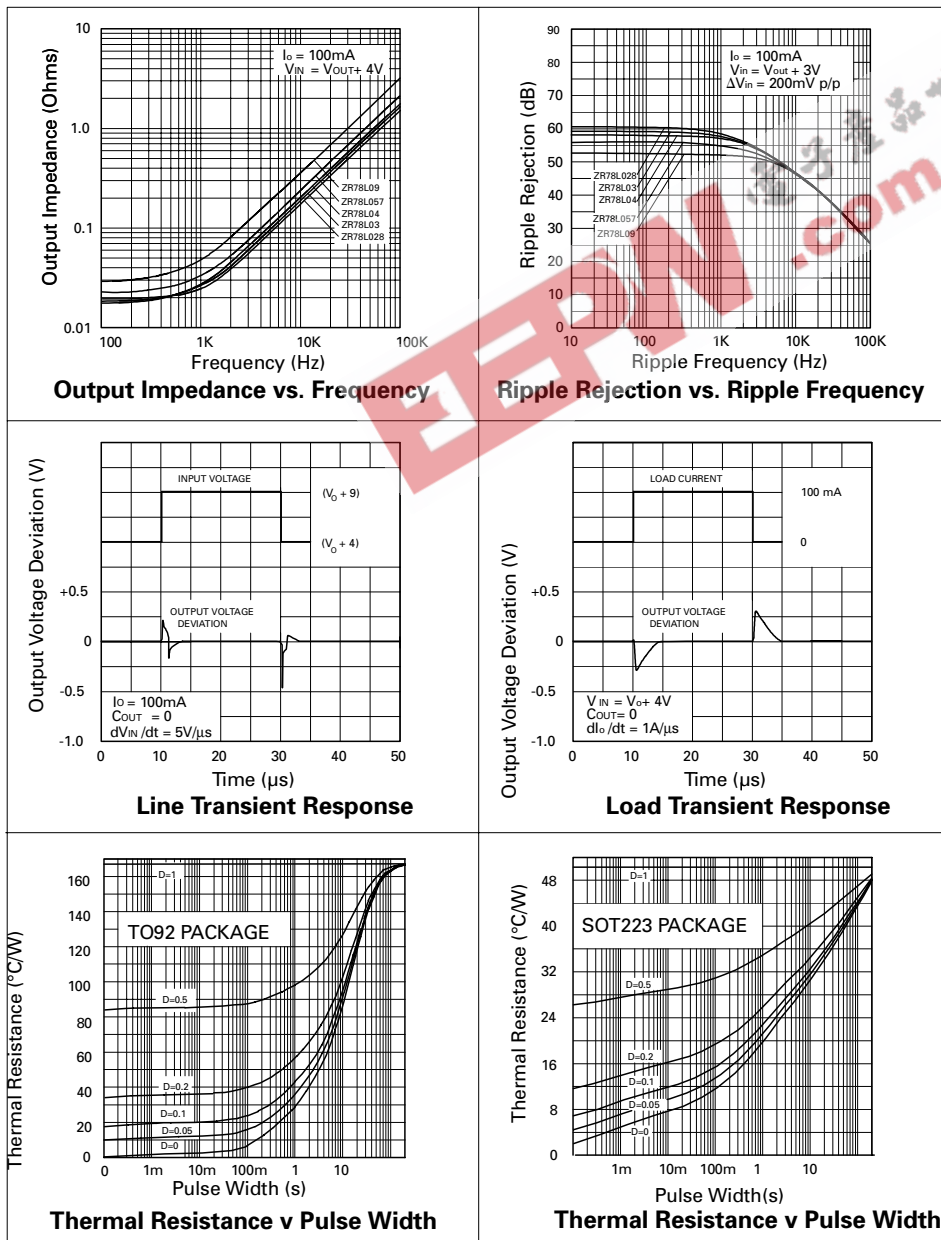 Output Impedance (Ohms)
10
1.0
0.1
0.01
Io = 100mA
VIN = VOUT+ 4V
ZR78L09
ZR78L057
ZR78L04
ZR78L03
ZR78L028
100 1K 10K 100K
Frequency (Hz)
Output Impedance vs. Frequency
Ripple Rejection (dB)
90
80
70
60
50
40
30
20
10
0
Io = 100mA
Vin = Vout + 3V
ΔVin = 200mV p/p
ZR78L028
ZR78L03
ZR78L04
ZR78L057
ZR78L09
10 100 1K 10K 100K
Ripple Frequency (Hz)
Ripple Rejection vs. Ripple Frequency
EEPW.com
電子產品
Output Voltage Deviation (V)
INPUT VOLTAGE
(VO + 9)
(VO + 4)
+0.5
0
-0.5
-1.0
OUTPUT VOLTAGE
DEVIATION
IO = 100mA
COUT = 0
dVIN /dt = 5V/µs
0 10 20 30 40 50
Time (µs)
Line Transient Response
Output Voltage Deviation (V)
LOAD CURRENT
100 mA
0
+0.5
0
-0.5
-1.0
OUTPUT VOLTAGE
DEVIATION
V IN = Vo+ 4V
COUT= 0
dIo /dt = 1A/µs
0 10 20 30 40 50
Time (µs)
Load Transient Response
Thermal Resistance (°C/W)
160
140
120
100
80
60
40
20
0
D=1
TO92 PACKAGE
D=0.5
D=0.2
D=0.1
D=0.05
D=0
0 1m 10m 100m 1 10
Pulse Width (s)
Thermal Resistance v Pulse Width
Thermal Resistance (°C/W)
48
40
32
24
16
8
0
D=1
SOT223 PACKAGE
D=0.5
D=0.2
D=0.1
D=0.05
D=0
1m 10m 100m 1 10
Pulse Width(s)
Thermal Resistance v Pulse Width